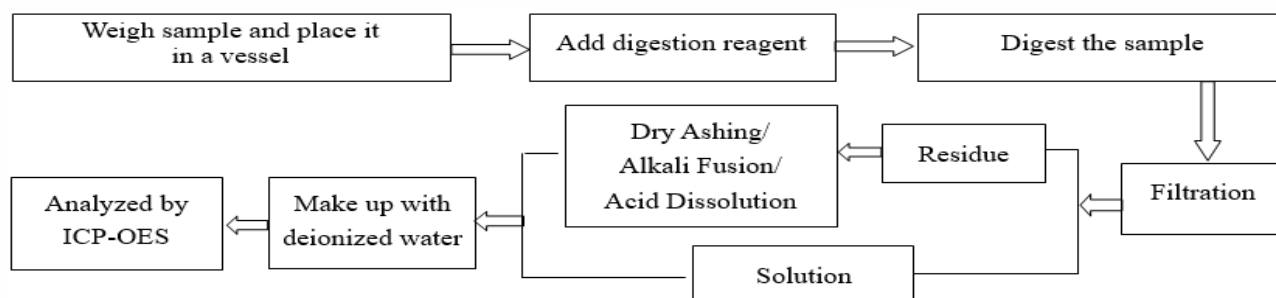 Weigh sample and place it
in a vessel
Add digestion reagent
Digest the sample
Filtration
Residue
Dry Ashing/
Alkali Fusion/
Acid Dissolution
Solution
Make up with
deionized water
Analyzed by
ICP-OES